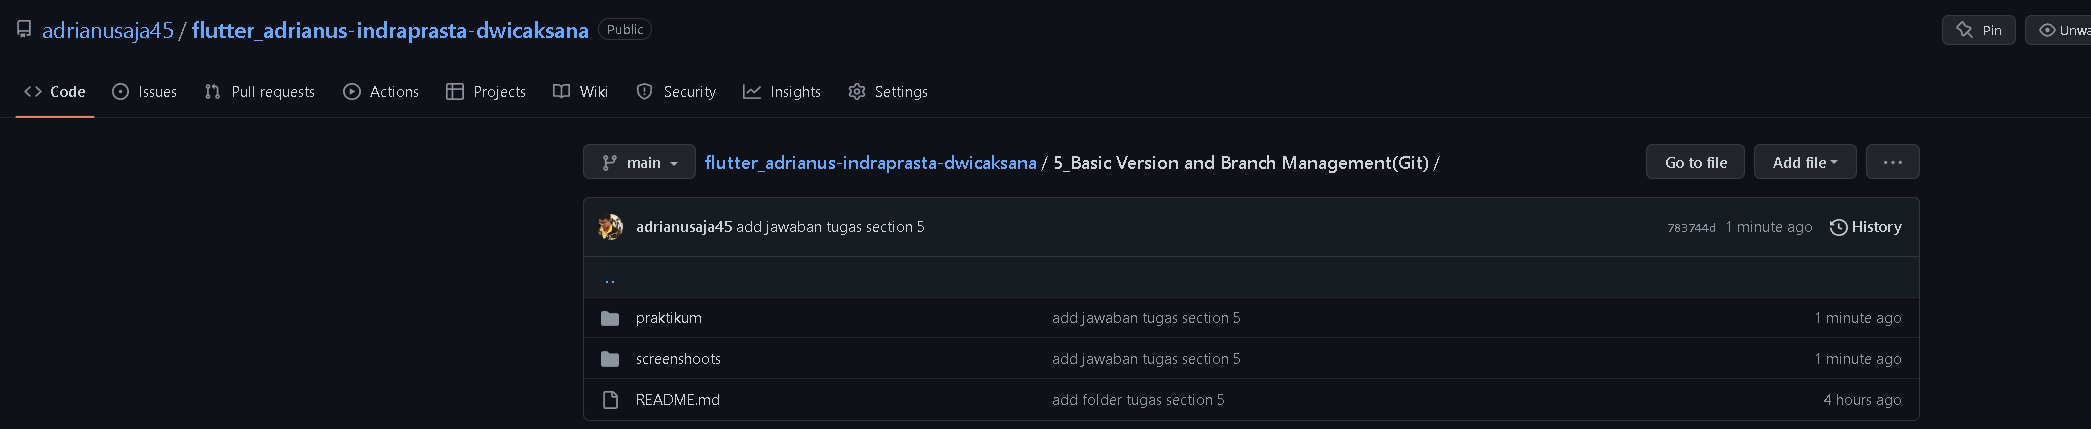 adrianusaja45 / flutter_adrianus-indraprasta-dwicaksana Public Pin Unwa
Code Issues Pull requests Actions Projects Wiki Security Insights Settings
main flutter_adrianus-indraprasta-dwicaksana / 5_Basic Version and Branch Management(Git) / Go to file Add file ...
adrianusaja45 add jawaban tugas section 5 783744d 1 minute ago History
..
praktikum add jawaban tugas section 5 1 minute ago
screenshoots add jawaban tugas section 5 1 minute ago
README.md add folder tugas section 5 4 hours ago